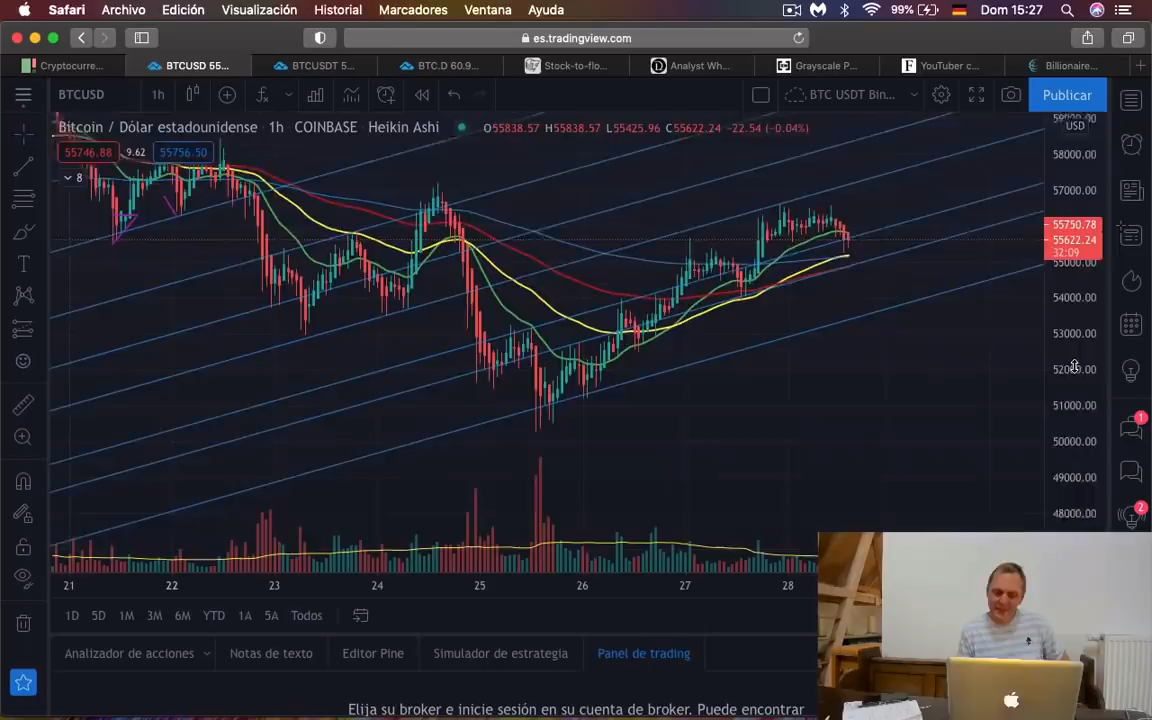 Safari Archivo Edición Visualización Historial Marcadores Ventana Ayuda 99% Dom 15:27
es.tradingview.com
Cryptocurre... BTCUSD 55... BTCUSDT 5... BTC.D 60.9... Stock-to-flo... D Analyst Wh... Grayscale P... F YouTuber c... Billionaire...
BTCUSD 1h BTC USDT Bin... Publicar
Bitcoin / Dólar estadounidense · 1h COINBASE Heikin Ashi O55838.57 H55838.57 L55425.96 C55622.24 −22.54 (−0.04%) USD
55746.88 9.62 55756.50
8
59000.00
58000.00
57000.00
55750.78
55622.24
32:09
55000.00
54000.00
53000.00
52000.00
51000.00
50000.00
49000.00
48000.00
1
2
21 22 23 24 25 26 27 28
1D 5D 1M 3M 6M YTD 1A 5A Todos
Analizador de acciones Notas de texto Editor Pine Simulador de estrategia Panel de trading
Elija su broker e inicie sesión en su cuenta de broker. Puede encontrar